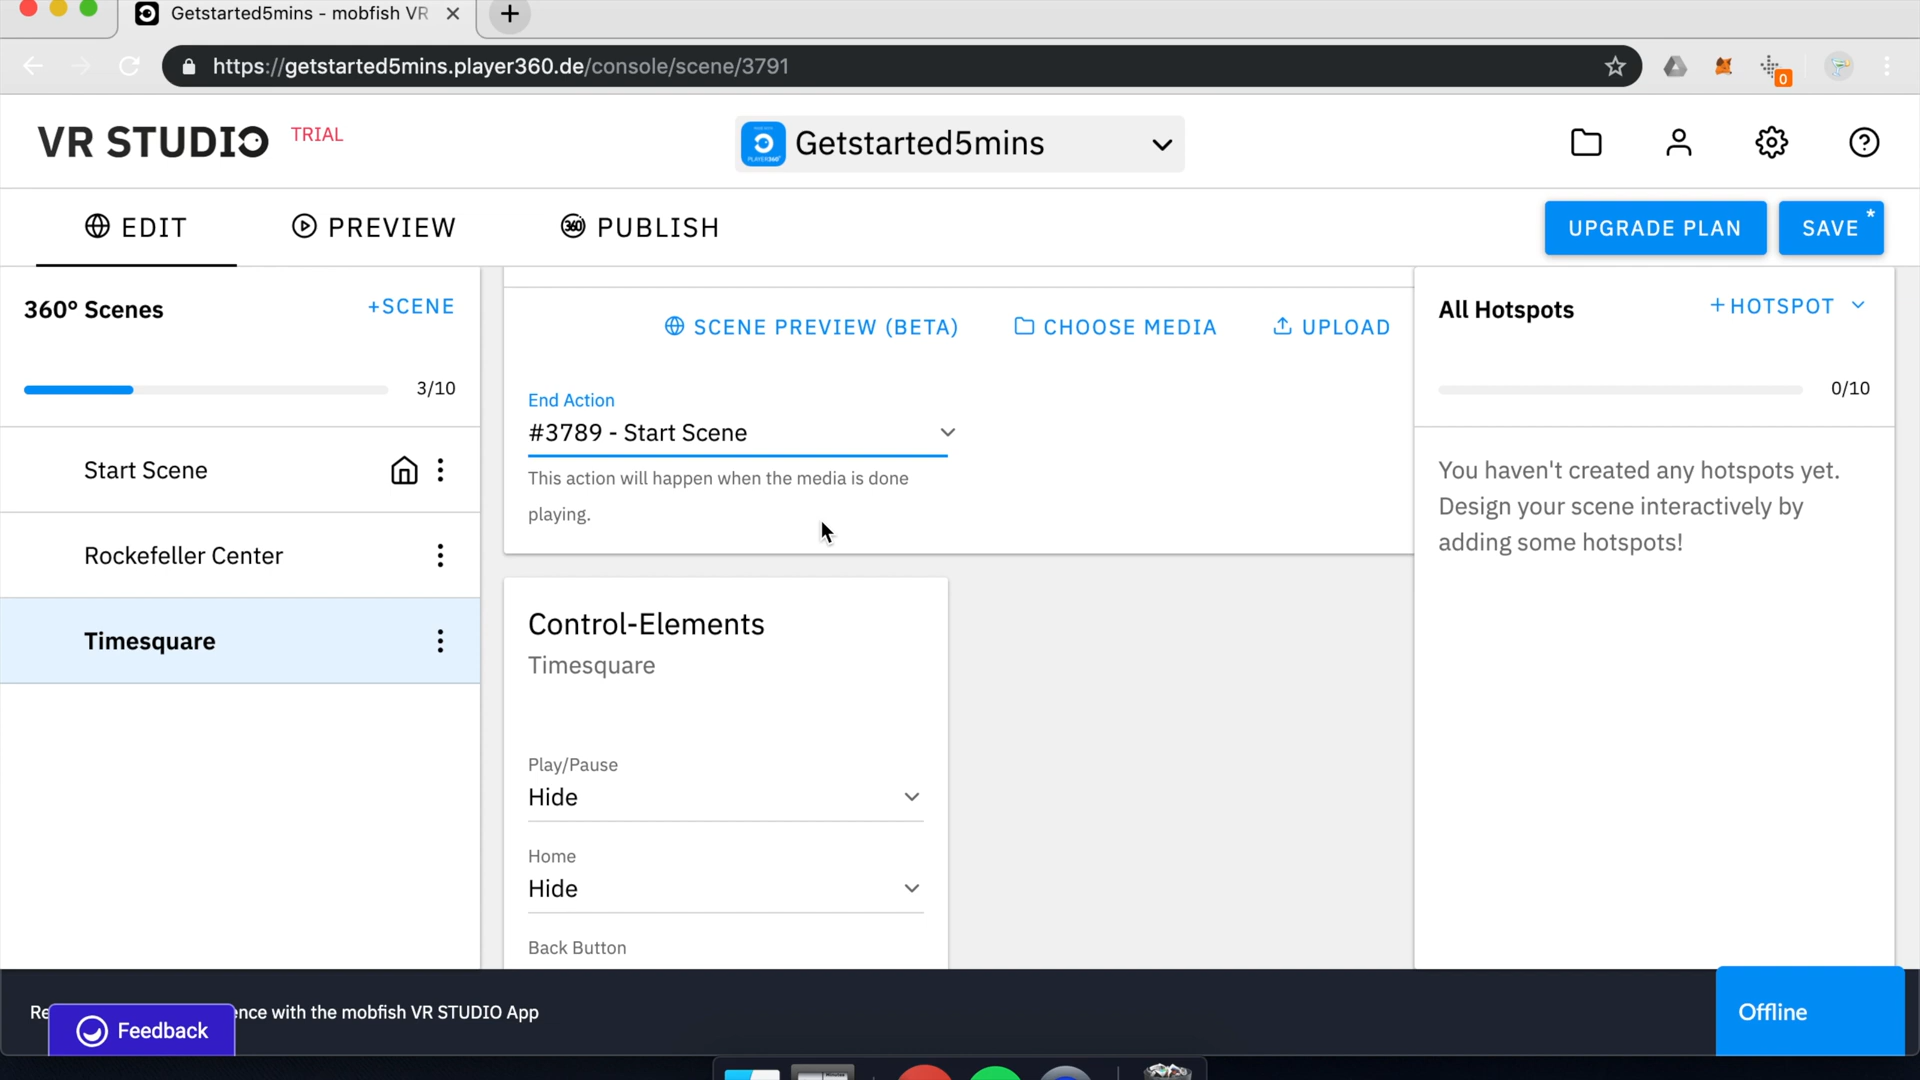 Getstarted5mins - mobfish VR
https://getstarted5mins.player360.de/console/scene/3791
0
VR STUDIO
TRIAL
PLAYER360°
Getstarted5mins
EDIT
PREVIEW
360
PUBLISH
UPGRADE PLAN
SAVE *
360° Scenes
+SCENE
3/10
Start Scene
Rockefeller Center
Timesquare
SCENE PREVIEW (BETA)
CHOOSE MEDIA
UPLOAD
End Action
#3789 - Start Scene
This action will happen when the media is done
playing.
Control-Elements
Timesquare
Play/Pause
Hide
Home
Hide
Back Button
All Hotspots
+HOTSPOT
0/10
You haven't created any hotspots yet.
Design your scene interactively by
adding some hotspots!
with the mobfish VR STUDIO App
Feedback
Offline